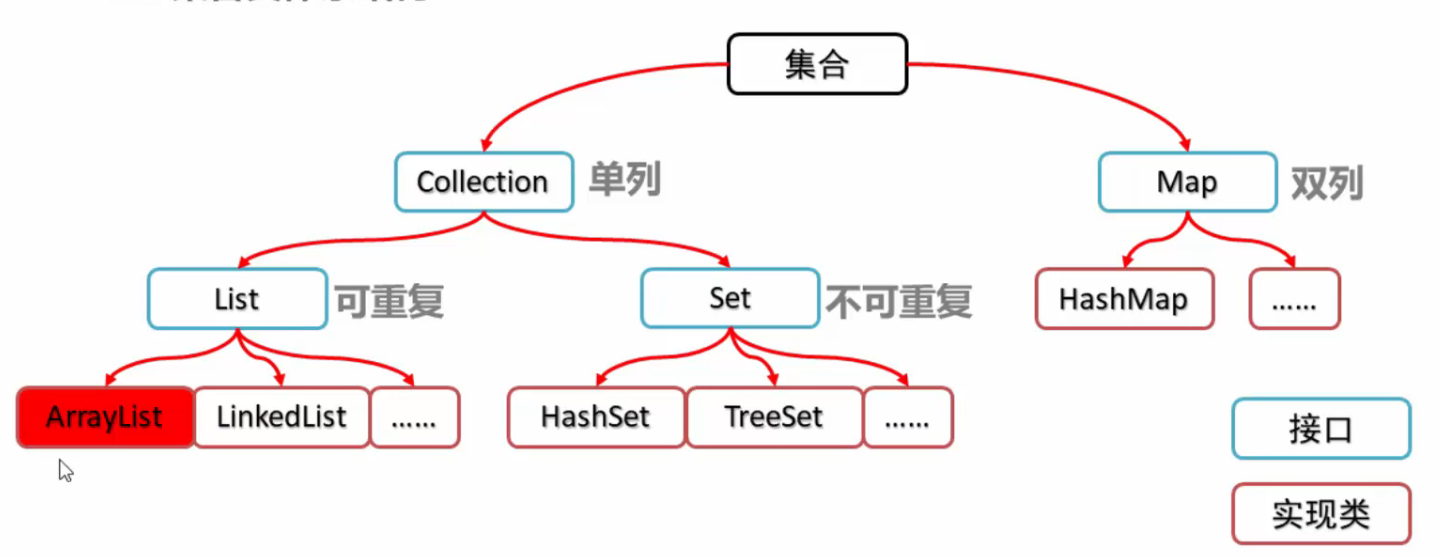 集合
Collection 单列
Map 双列
List 可重复
Set 不可重复
HashMap
……
ArrayList
LinkedList
……
HashSet
TreeSet
……
接口
实现类